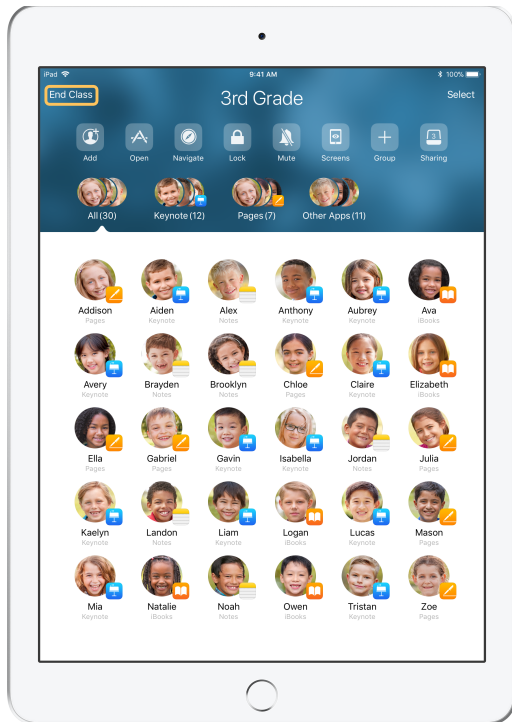 iPad 9:41 AM 100%
End Class 3rd Grade Select
Add Open Navigate Lock Mute Screens Group Sharing
All (30) Keynote (12) Pages (7) Other Apps (11)
Addison Aiden Alex Anthony Aubrey Ava
Pages Keynote Notes Keynote Keynote iBooks
Avery Brayden Brooklyn Chloe Claire Elizabeth
Keynote Notes Notes Pages Keynote iBooks
Ella Gabriel Gavin Isabella Jordan Julia
Pages Pages Keynote Keynote Notes Pages
Kaelyn Landon Liam Logan Lucas Mason
Keynote Notes Keynote iBooks Keynote Pages
Mia Natalie Noah Owen Tristan Zoe
Keynote iBooks Notes iBooks Keynote Pages